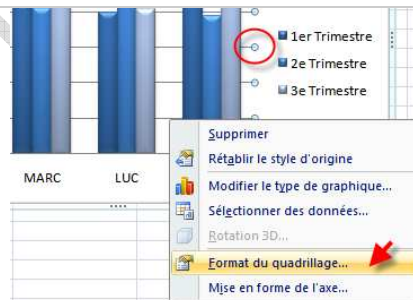 1er Trimestre
2e Trimestre
3e Trimestre
MARC
LUC
Supprimer
Rétablir le style d'origine
Modifier le type de graphique...
Sélectionner des données...
Rotation 3D...
Format du quadrillage...
Mise en forme de l'axe...